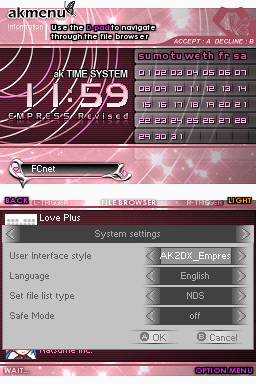 akmenu
Information
Use the D-pad to navigate
through the file browser
ACCEPT : A DECLINE : B
su mo tu we th fr sa
ak TIME SYSTEM
11:59
EMPRESS Revised
01 02 03 04 05 06 07
08 09 10 11 12 13 14
15 16 17 18 19 20 21
22 23 24 25 26 27 28
29 30 31
FCnet
BACK L-TRIGGER FILE BROWSER R-TRIGGER LIGHT
Love Plus
System settings
User Interface style AK2DX_Empres
Language English
Set file list type NDS
Safe Mode off
A OK B Cancel
Natsume Inc.
WAIT... OPTION MENU